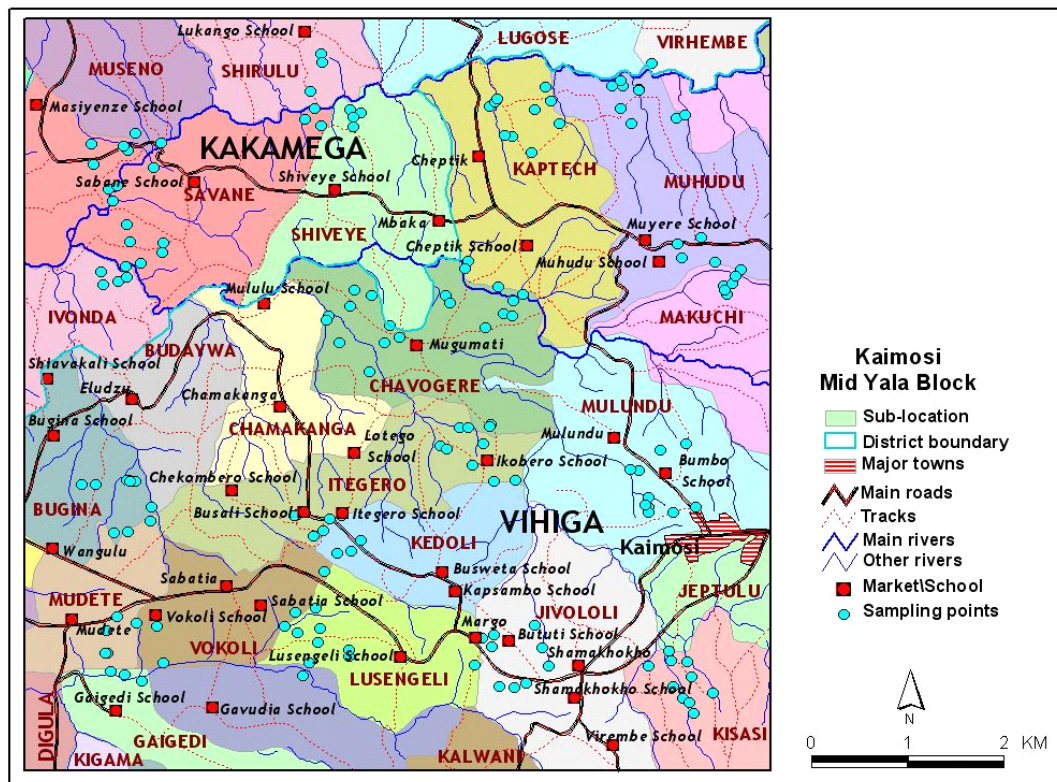 Lukango School
LUGOSE
VIRHEMBE
MUSENO
SHIRULU
Masiyenze School
KAKAMEGA
Cheptik
KAPTECH
Sabane School
SAVANE
Shiveye School
MUHUDU
Mbaka
Muyere School
SHIVEYE
Cheptik School
Muhudu School
Mululu School
IVONDA
MAKUCHI
BUDAYWA
Mugumati
Shiavakali School
Eludzu
CHAVOGERE
Chamakanga
MULUNDU
Bugina School
CHAMAKANGA
Lotego
School
Mulundu
Ikobero School
Bumbo
School
Chekombero School
ITEGERO
BUGINA
Busali School
Itegero School
VIHIGA
KEDOLI
Kaimosi
Wangulu
Busweta School
Sabatia
Kapsambo School
JEPTULU
MUDETE
Sabatia School
JIVOLOLI
Vokoli School
Mudete
Margo
Bututi School
VOKOLI
Lusengeli School
Shamakhokho
LUSENGELI
Shamakhokho School
Gaigedi School
Gavudia School
DIGULA
GAIGEDI
KISASI
Virembe School
KIGAMA
KALWANI
Kaimosi
Mid Yala Block
Sub-location
District boundary
Major towns
Main roads
Tracks
Main rivers
Other rivers
Market\School
Sampling points
N
0 1 2 KM